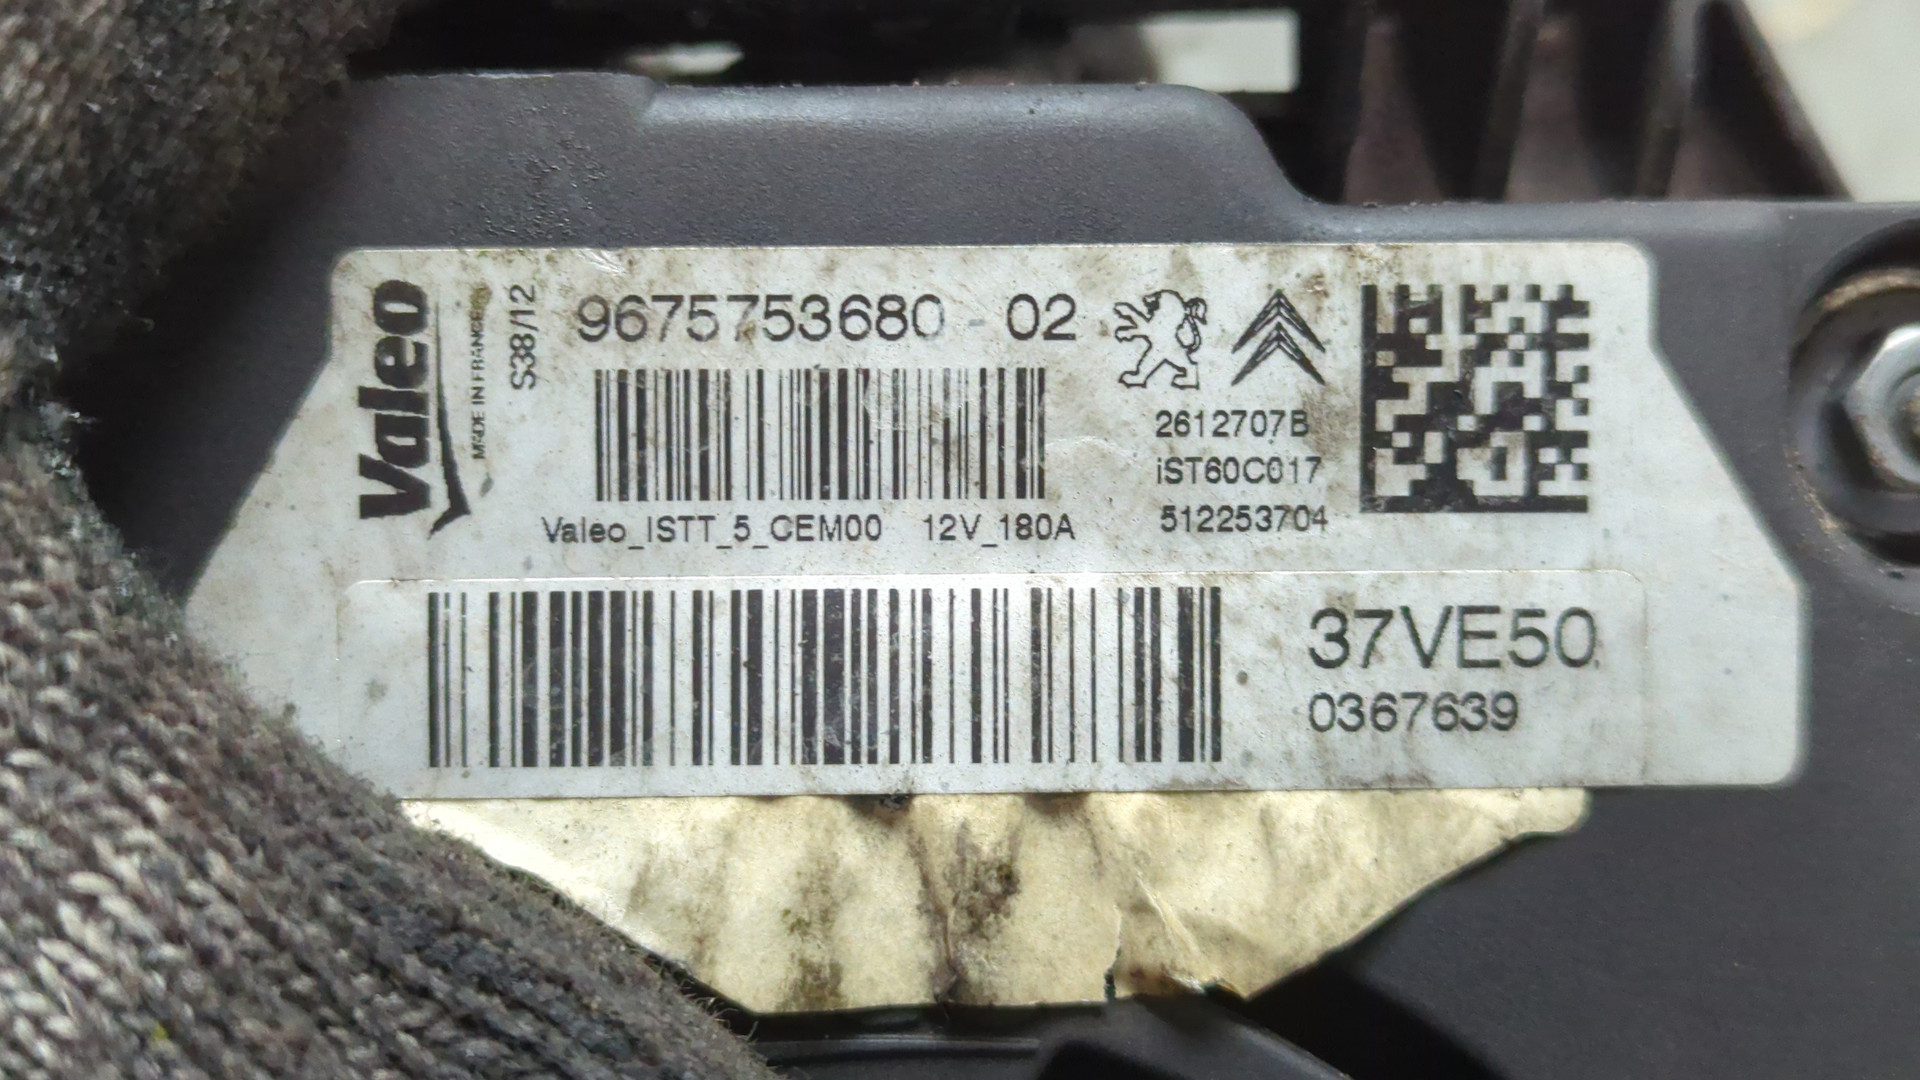 Valeo
MADE IN FRANCE
S38/12
9675753680 - 02
2612707B
iST60C017
512253704
Valeo_ISTT_5_CEM00 12V_180A
37VE50
0367639